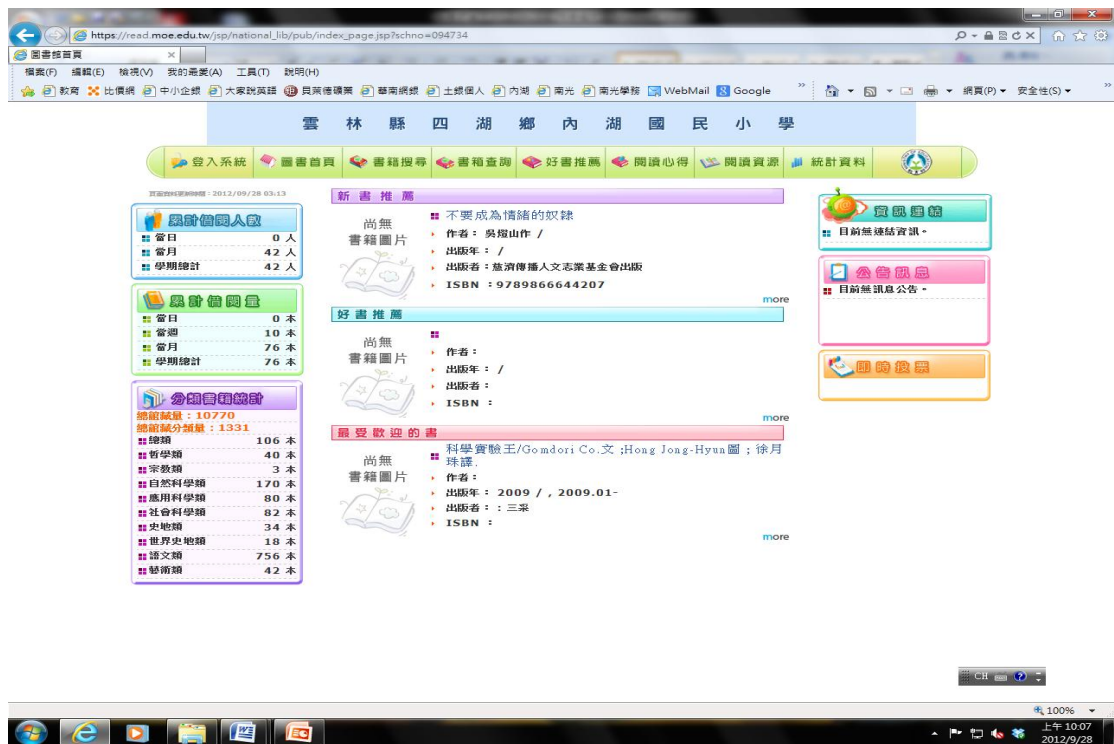 https://read.moe.edu.tw/jsp/national_lib/pub/index_page.jsp?schno=094734
圖書館首頁
檔案(F) 編輯(E) 檢視(V) 我的最愛(A) 工具(T) 說明(H)
教育 比價網 中小企銀 大家說英語 貝萊德礦業 華南網銀 土銀個人 內湖 南光 南光學務 WebMail Google
網頁(P) 安全性(S)
雲林縣四湖鄉內湖國民小學
登入系統 圖書首頁 書籍搜尋 書箱查詢 好書推薦 閱讀心得 閱讀資源 統計資料
頁面資料更新時間：2012/09/28 03:13
累計借閱人數
當日 0 人
當月 42 人
學期總計 42 人
累計借閱量
當日 0 本
當週 10 本
當月 76 本
學期總計 76 本
分類書籍統計
總館藏量：10770
總館藏分類量：1331
總類 106 本
哲學類 40 本
宗教類 3 本
自然科學類 170 本
應用科學類 80 本
社會科學類 82 本
史地類 34 本
世界史地類 18 本
語文類 756 本
藝術類 42 本
新書推薦
尚無
書籍圖片
不要成為情緒的奴隸
作者：吳燈山作 /
出版年： /
出版者：慈濟傳播人文志業基金會出版
ISBN ：9789866644207
more
好書推薦
尚無
書籍圖片
作者：
出版年： /
出版者：
ISBN ：
more
最受歡迎的書
尚無
書籍圖片
科學實驗王/Gomdori Co.文 ;Hong Jong-Hyun圖 ; 徐月
珠譯.
作者：
出版年： 2009 / , 2009.01-
出版者：: 三采
ISBN ：
more
資訊連結
目前無連結資訊。
公告訊息
目前無訊息公告。
即時投票
CH
100%
上午 10:07
2012/9/28